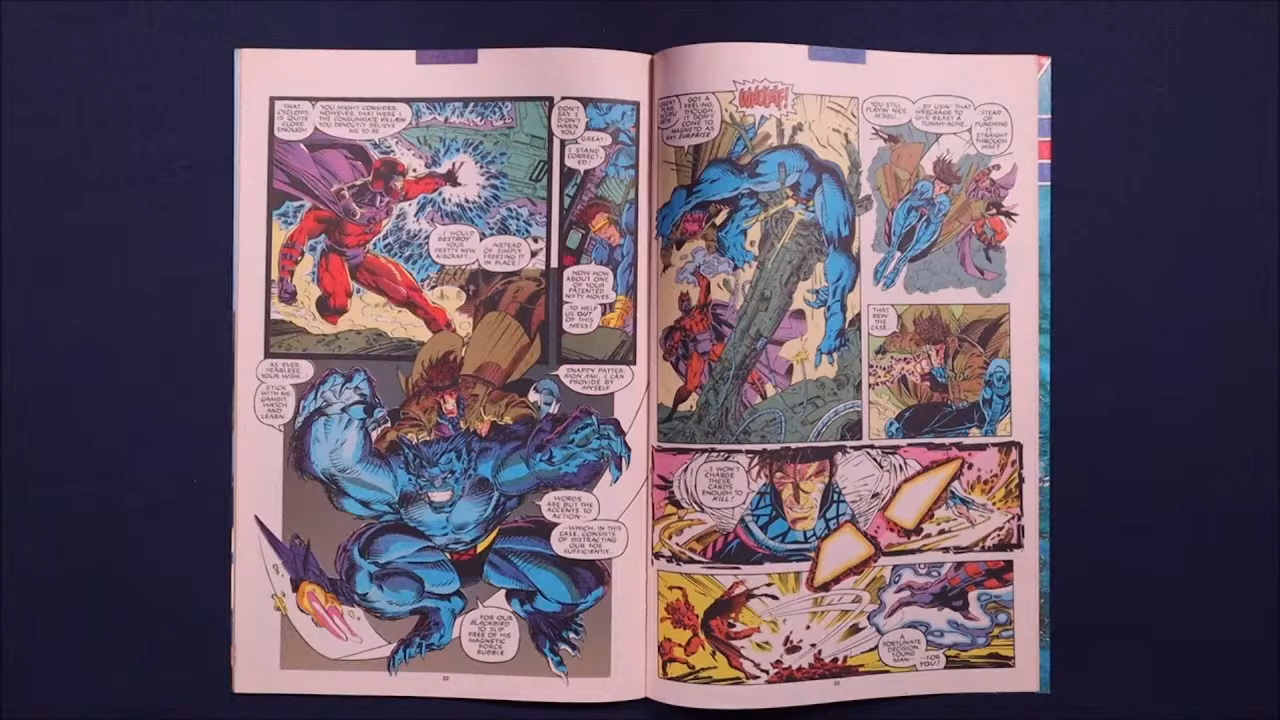 THAT,
CYCLOPS,
IS QUITE
CLOSE
ENOUGH.
YOU MIGHT CONSIDER,
HOWEVER, THAT WERE I
THE CONSUMMATE VILLAIN
YOU DEVOUTLY BELIEVE
ME TO BE
I WOULD
DESTROY
YOUR
PRETTY NEW
AIRCRAFT...
INSTEAD
OF SIMPLY
FREEZING IT
IN PLACE!
DON'T
SAY I
DIDN'T
WARN
YOU.
GREAT!
I STAND
CORRECT-
ED!
NOW HOW
ABOUT ONE
OF YOUR
PATENTED
NIFTY MOVES
TO HELP
US OUT
OF THIS
MESS!
AS EVER,
FEARLESS,
YOUR WISH...
STICK
WITH ME
GAMBIT,
WATCH
AND
LEARN.
SNAPPY PATTER,
MON AMI, I CAN
PROVIDE BY
MYSELF.
WORDS
ARE BUT THE
ACCENTS TO
ACTION--
--WHICH, IN THIS
CASE, CONSISTS
OF DISTRACTING
OUR FOE
SUFFICIENTLY...
FOR OUR
BLACKBIRD
TO SLIP
FREE OF HIS
MAGNETIC
FORCE
BUBBLE
22
WHUMF!
GREAT
PLAN,
GOT A
FEELING,
THOUGH,
IT DON'T
COME TO
MAGNETO AS
ANY SURPRISE.
YOU STILL
PLAYIN' NICE
M'SIEU...
BY USIN' THAT
WRECKAGE TO
GIVE BEAST A
TUMMY-ACHE...
'STEAD
OF
PUNCHING
IT
STRAIGHT
THROUGH
HIM?
THAT
BEIN'
THE
CASE...
...I WON'T
CHARGE
THESE
CARDS
ENOUGH TO
KILL!
A
FORTUNATE
DECISION,
YOUNG
MAN--
--FOR
YOU!
23